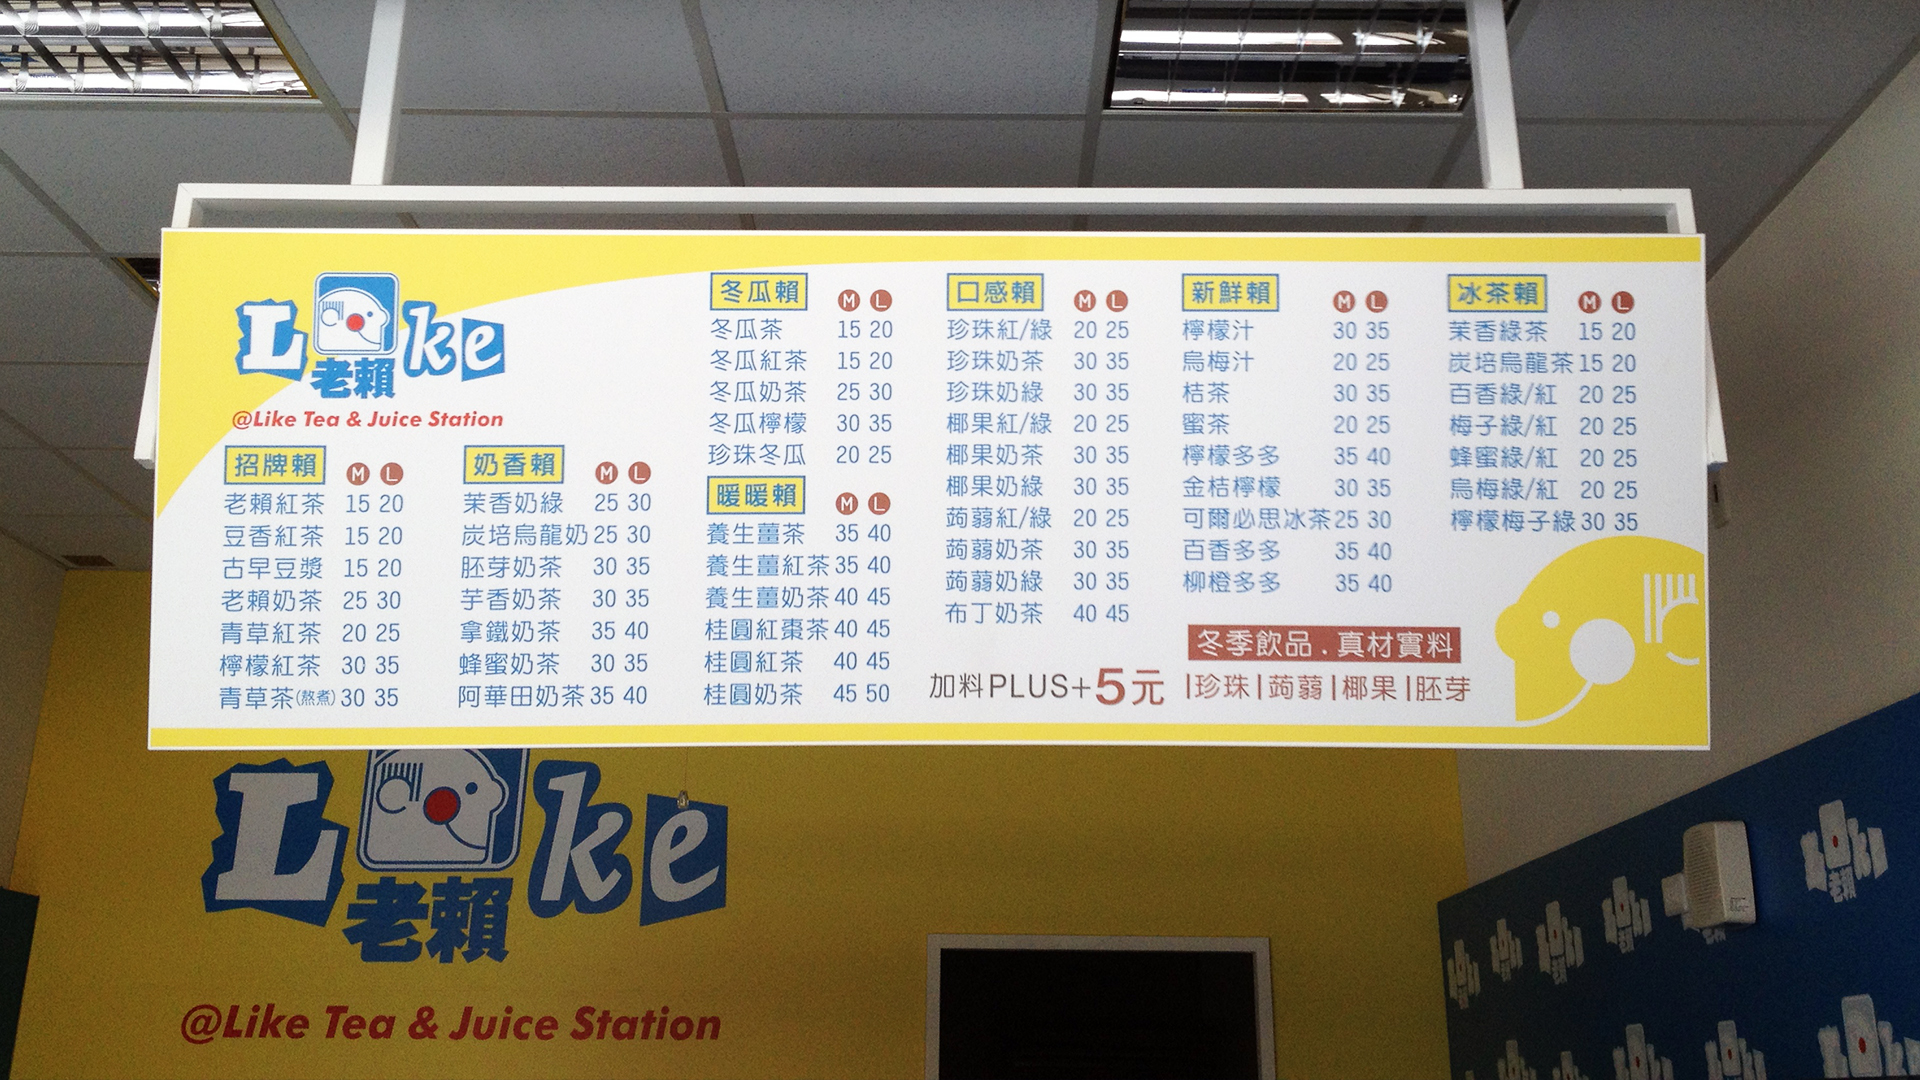 Like
老賴
@Like Tea & Juice Station
招牌賴 M L
老賴紅茶 15 20
豆香紅茶 15 20
古早豆漿 15 20
老賴奶茶 25 30
青草紅茶 20 25
檸檬紅茶 30 35
青草茶(熬煮) 30 35
奶香賴 M L
茉香奶綠 25 30
炭培烏龍奶 25 30
胚芽奶茶 30 35
芋香奶茶 30 35
拿鐵奶茶 35 40
蜂蜜奶茶 30 35
阿華田奶茶 35 40
冬瓜賴 M L
冬瓜茶 15 20
冬瓜紅茶 15 20
冬瓜奶茶 25 30
冬瓜檸檬 30 35
珍珠冬瓜 20 25
暖暖賴 M L
養生薑茶 35 40
養生薑紅茶 35 40
養生薑奶茶 40 45
桂圓紅棗茶 40 45
桂圓紅茶 40 45
桂圓奶茶 45 50
口感賴 M L
珍珠紅/綠 20 25
珍珠奶茶 30 35
珍珠奶綠 30 35
椰果紅/綠 20 25
椰果奶茶 30 35
椰果奶綠 30 35
蒟蒻紅/綠 20 25
蒟蒻奶茶 30 35
蒟蒻奶綠 30 35
布丁奶茶 40 45
新鮮賴 M L
檸檬汁 30 35
烏梅汁 20 25
桔茶 30 35
蜜茶 20 25
檸檬多多 35 40
金桔檸檬 30 35
可爾必思冰茶 25 30
百香多多 35 40
柳橙多多 35 40
冰茶賴 M L
茉香綠茶 15 20
炭培烏龍茶 15 20
百香綠/紅 20 25
梅子綠/紅 20 25
蜂蜜綠/紅 20 25
烏梅綠/紅 20 25
檸檬梅子綠 30 35
冬季飲品．真材實料
加料PLUS+5元 |珍珠|蒟蒻|椰果|胚芽
Like
老賴
@Like Tea & Juice Station
老賴